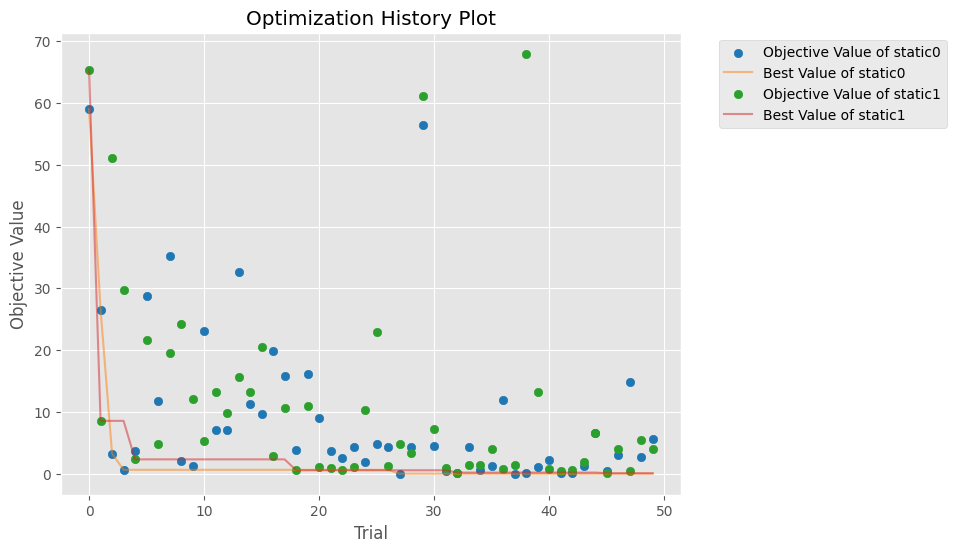 Optimization History Plot
Objective Value
70
60
50
40
30
20
10
0
0 10 20 30 40 50
Trial
Objective Value of static0
Best Value of static0
Objective Value of static1
Best Value of static1